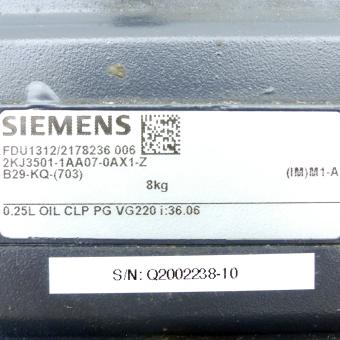 SIEMENS
FDU1312/2178236 006
2KJ3501-1AA07-0AX1-Z
B29-KQ-(703)
8kg
(IM)M1-A
0.25L OIL CLP PG VG220 i:36.06
S/N: Q2002238-10